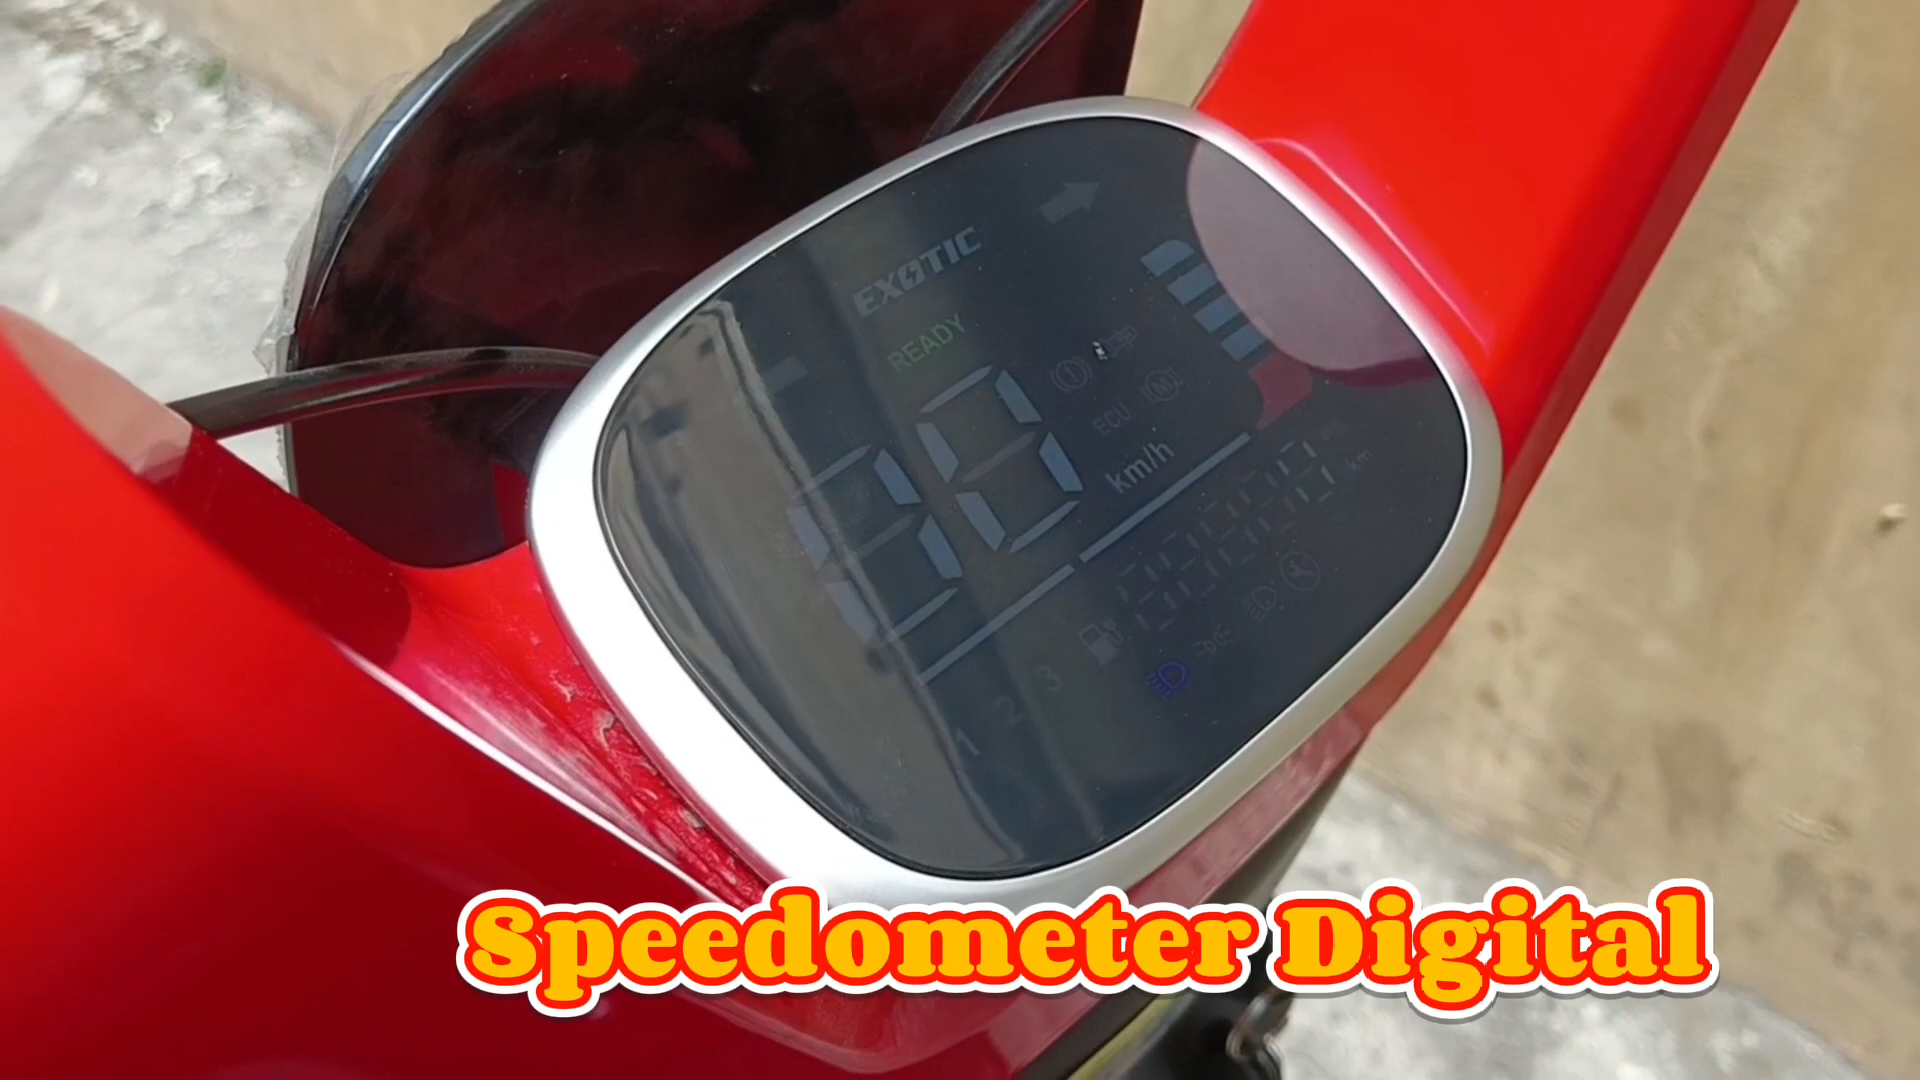 EXOTIC
READY
ECU
km/h
km
1 2 3
Speedometer Digital